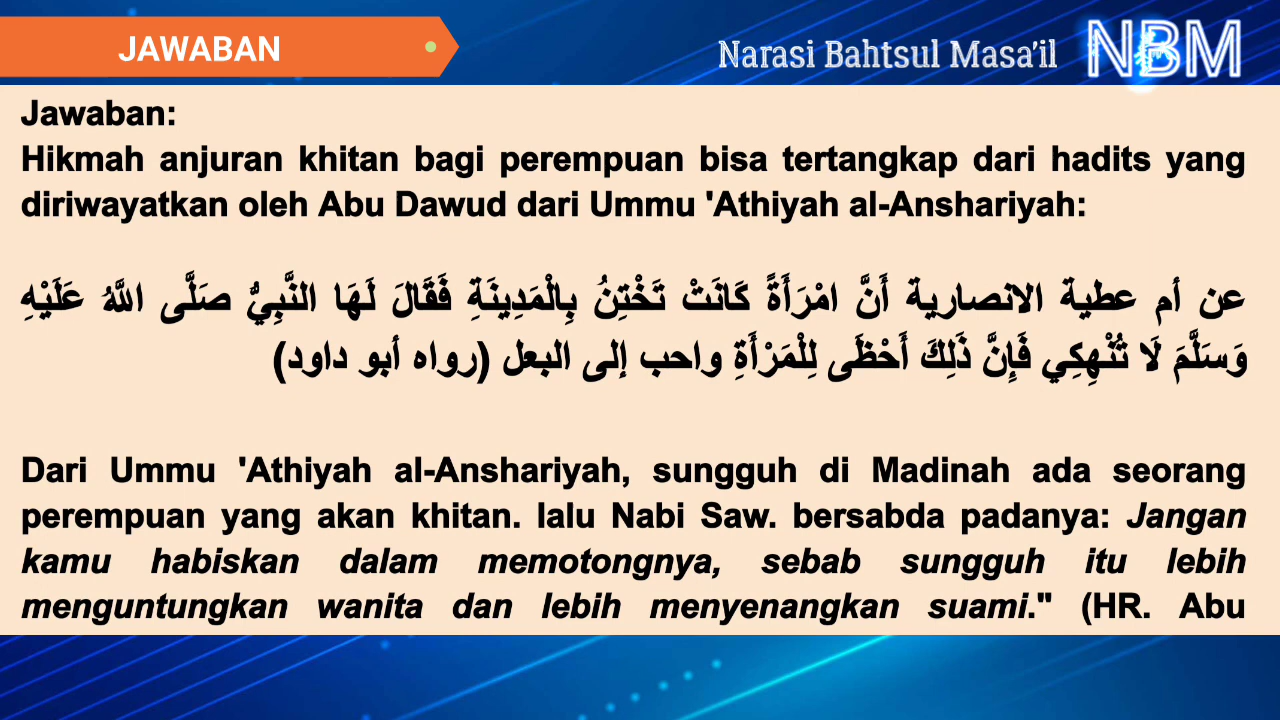 JAWABAN
Narasi Bahtsul Masa'il
NBM
Jawaban:
Hikmah anjuran khitan bagi perempuan bisa tertangkap dari hadits yang
diriwayatkan oleh Abu Dawud dari Ummu 'Athiyah al-Anshariyah:
عن أم عطية الانصارية أَنَّ امْرَأَةً كَانَتْ تَخْتِنُ بِالْمَدِينَةِ فَقَالَ لَهَا النَّبِيُّ صَلَّى اللَّهُ عَلَيْهِ
وَسَلَّمَ لَا تُنْهِكِي فَإِنَّ ذَلِكَ أَحْظَى لِلْمَرْأَةِ واحب إلى البعل (رواه أبو داود)
Dari Ummu 'Athiyah al-Anshariyah, sungguh di Madinah ada seorang
perempuan yang akan khitan. lalu Nabi Saw. bersabda padanya: Jangan
kamu habiskan dalam memotongnya, sebab sungguh itu lebih
menguntungkan wanita dan lebih menyenangkan suami." (HR. Abu